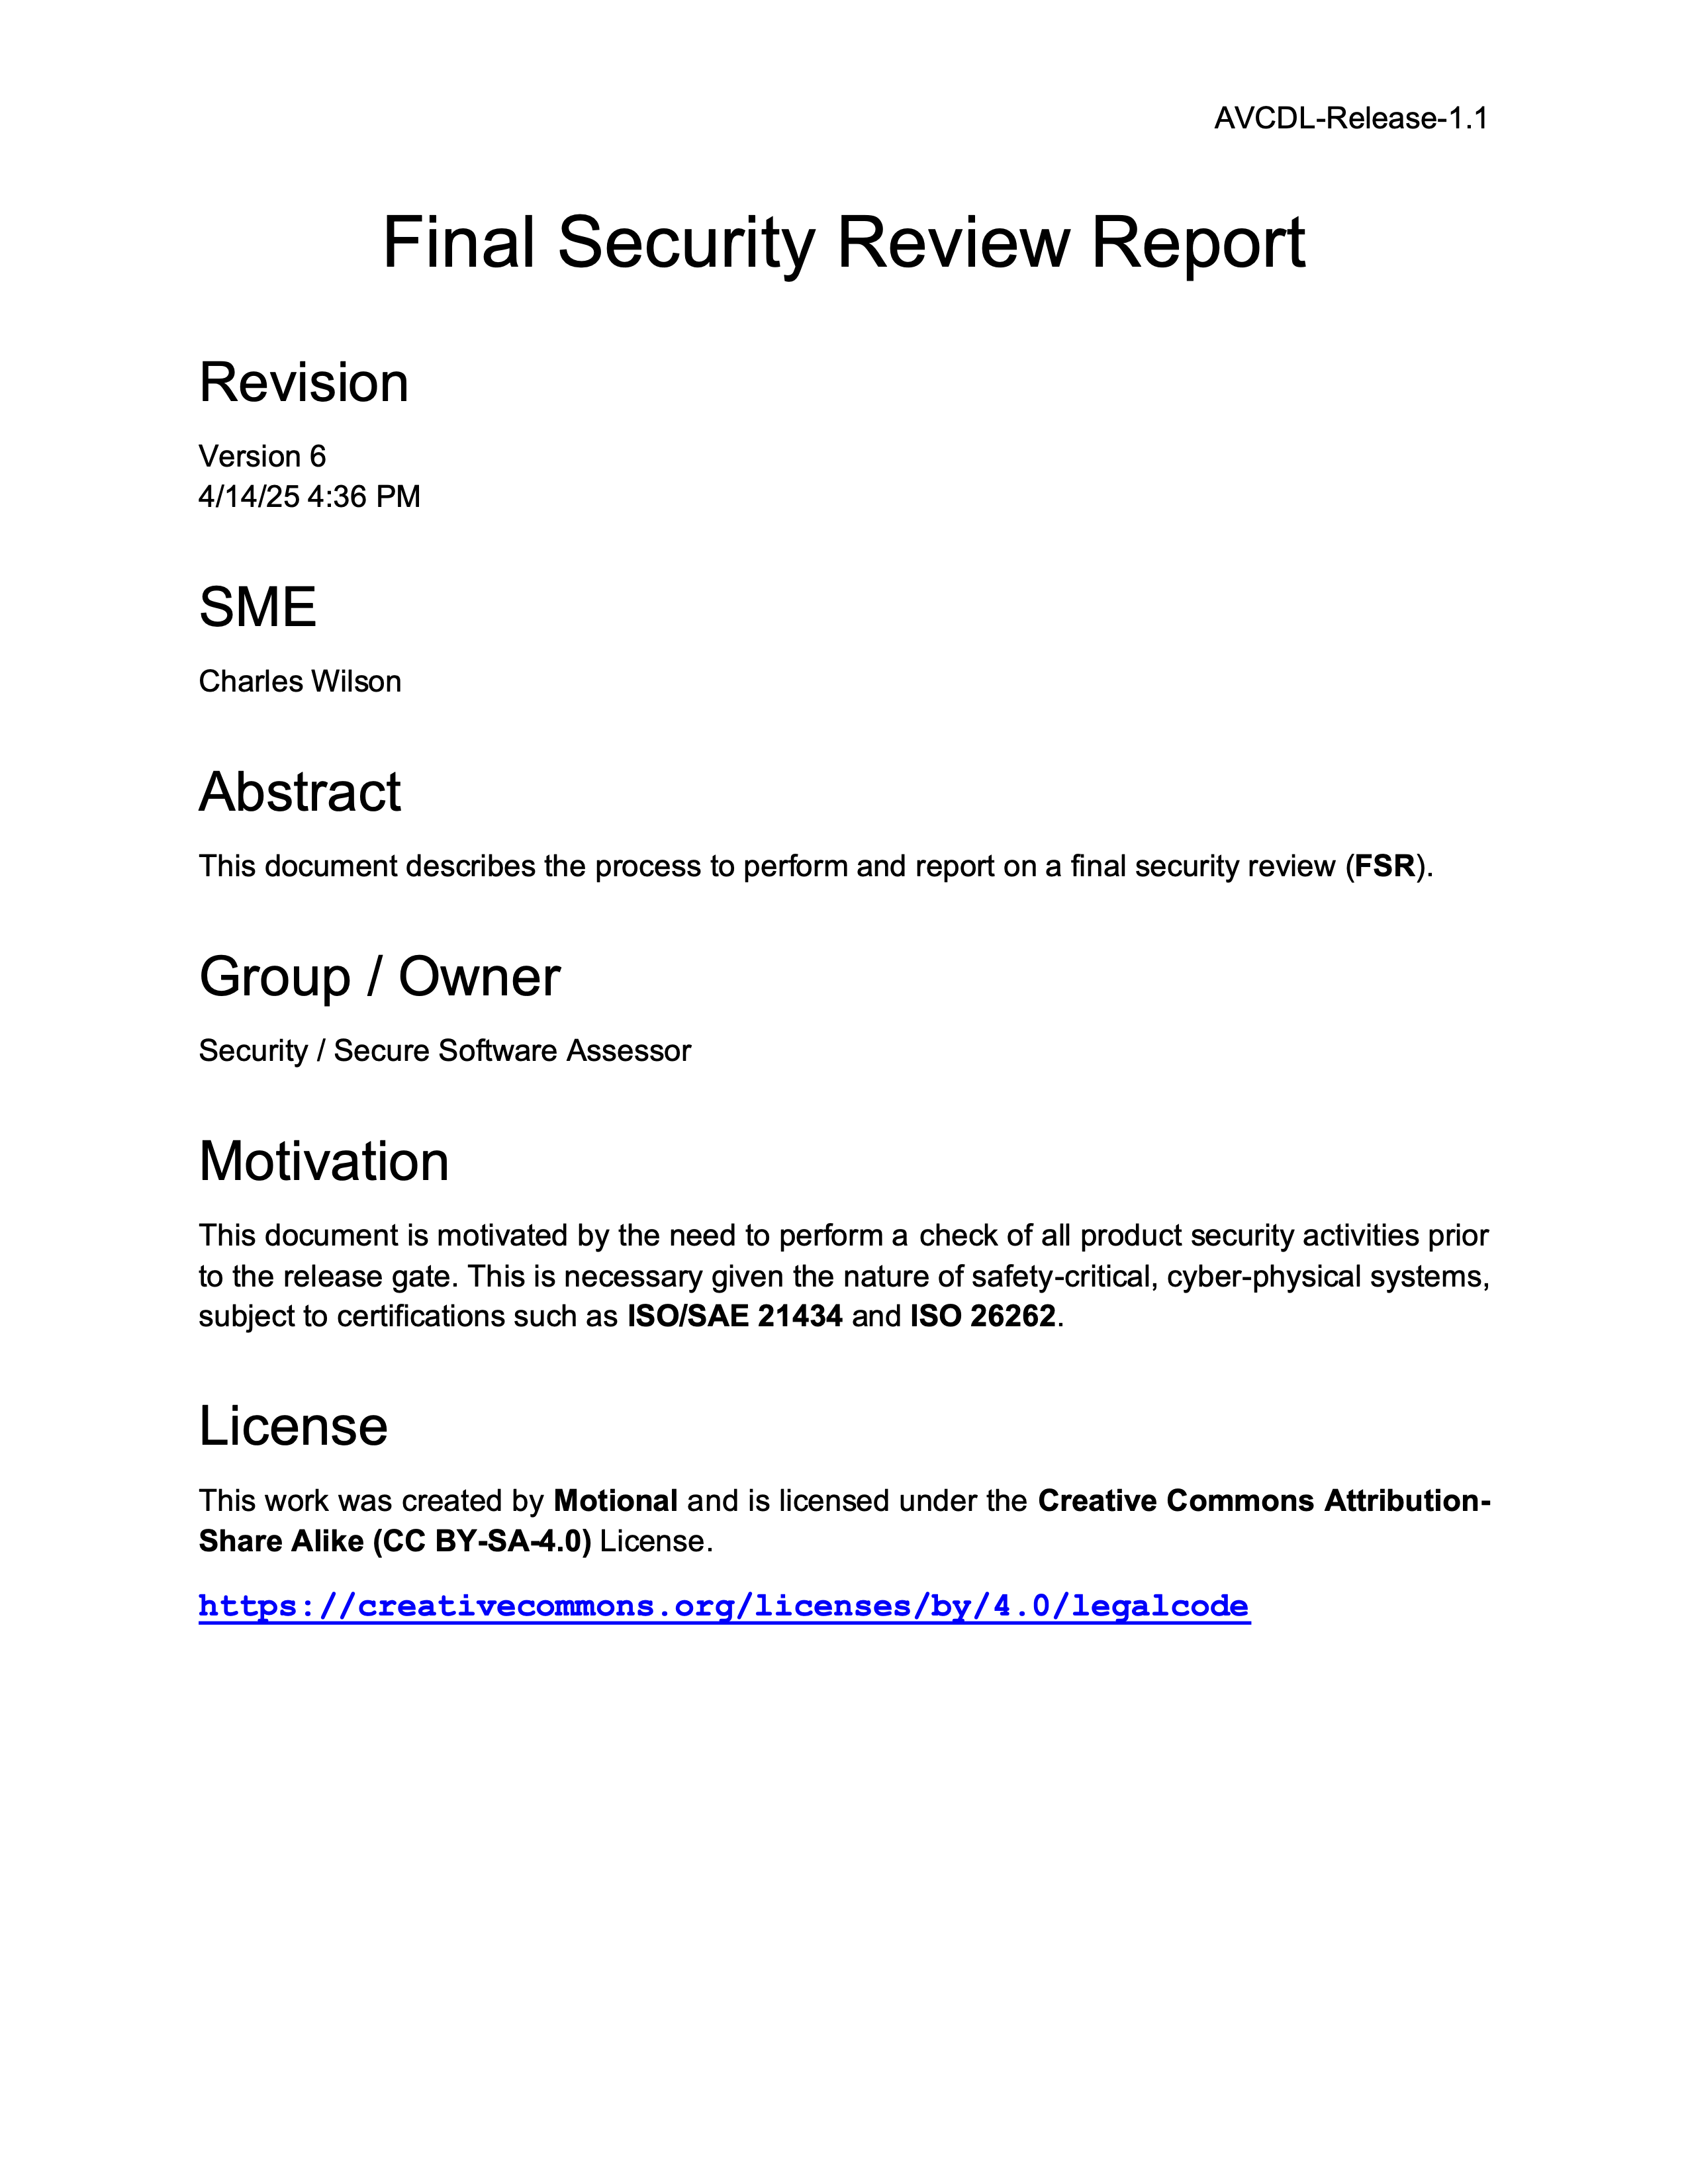 AVCDL-Release-1.1
Final Security Review Report
Revision
Version 6
4/14/25 4:36 PM
SME
Charles Wilson
Abstract
This document describes the process to perform and report on a final security review (FSR).
Group / Owner
Security / Secure Software Assessor
Motivation
This document is motivated by the need to perform a check of all product security activities prior
to the release gate. This is necessary given the nature of safety-critical, cyber-physical systems,
subject to certifications such as ISO/SAE 21434 and ISO 26262.
License
This work was created by Motional and is licensed under the Creative Commons Attribution-
Share Alike (CC BY-SA-4.0) License.
https://creativecommons.org/licenses/by/4.0/legalcode